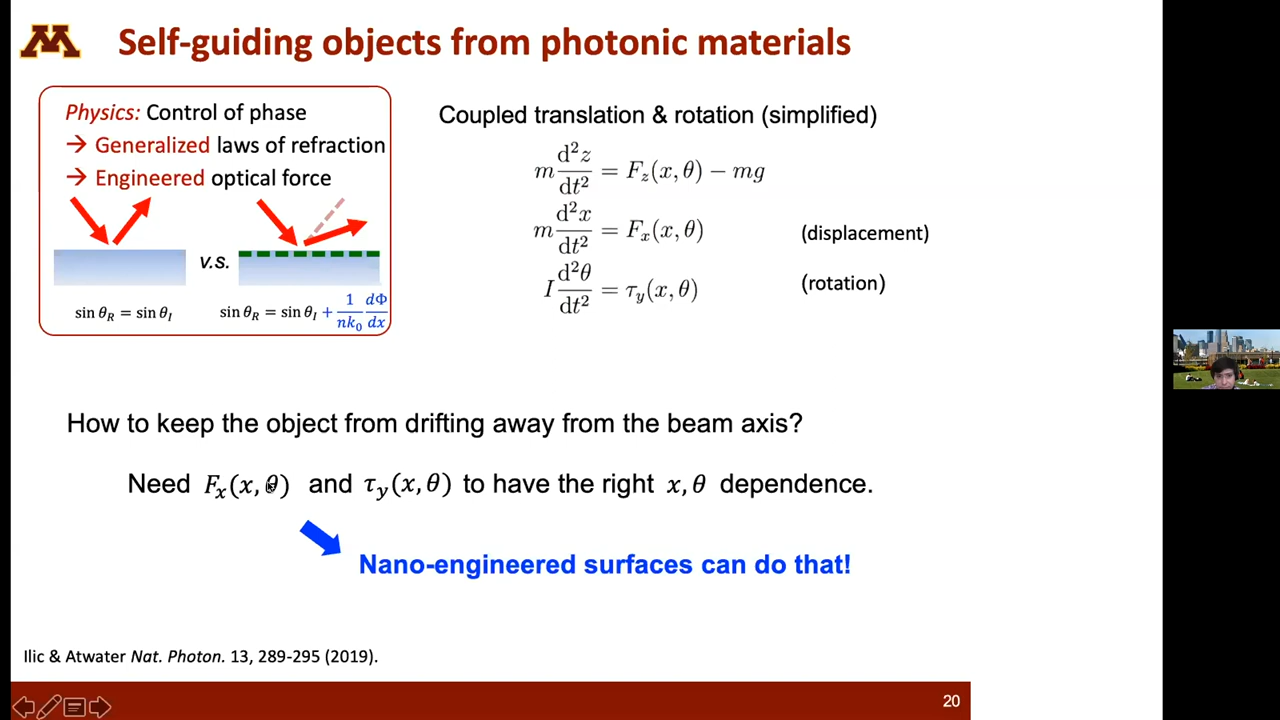 Self-guiding objects from photonic materials
Physics: Control of phase
→ Generalized laws of refraction
→ Engineered optical force
v.s.
sin θ_R = sin θ_I
sin θ_R = sin θ_I + 1/(nk₀) dΦ/dx
Coupled translation & rotation (simplified)
m d²z/dt² = F_z(x, θ) − mg
m d²x/dt² = F_x(x, θ) (displacement)
I d²θ/dt² = τ_y(x, θ) (rotation)
How to keep the object from drifting away from the beam axis?
Need F_x(x, θ) and τ_y(x, θ) to have the right x, θ dependence.
Nano-engineered surfaces can do that!
Ilic & Atwater Nat. Photon. 13, 289-295 (2019).
20